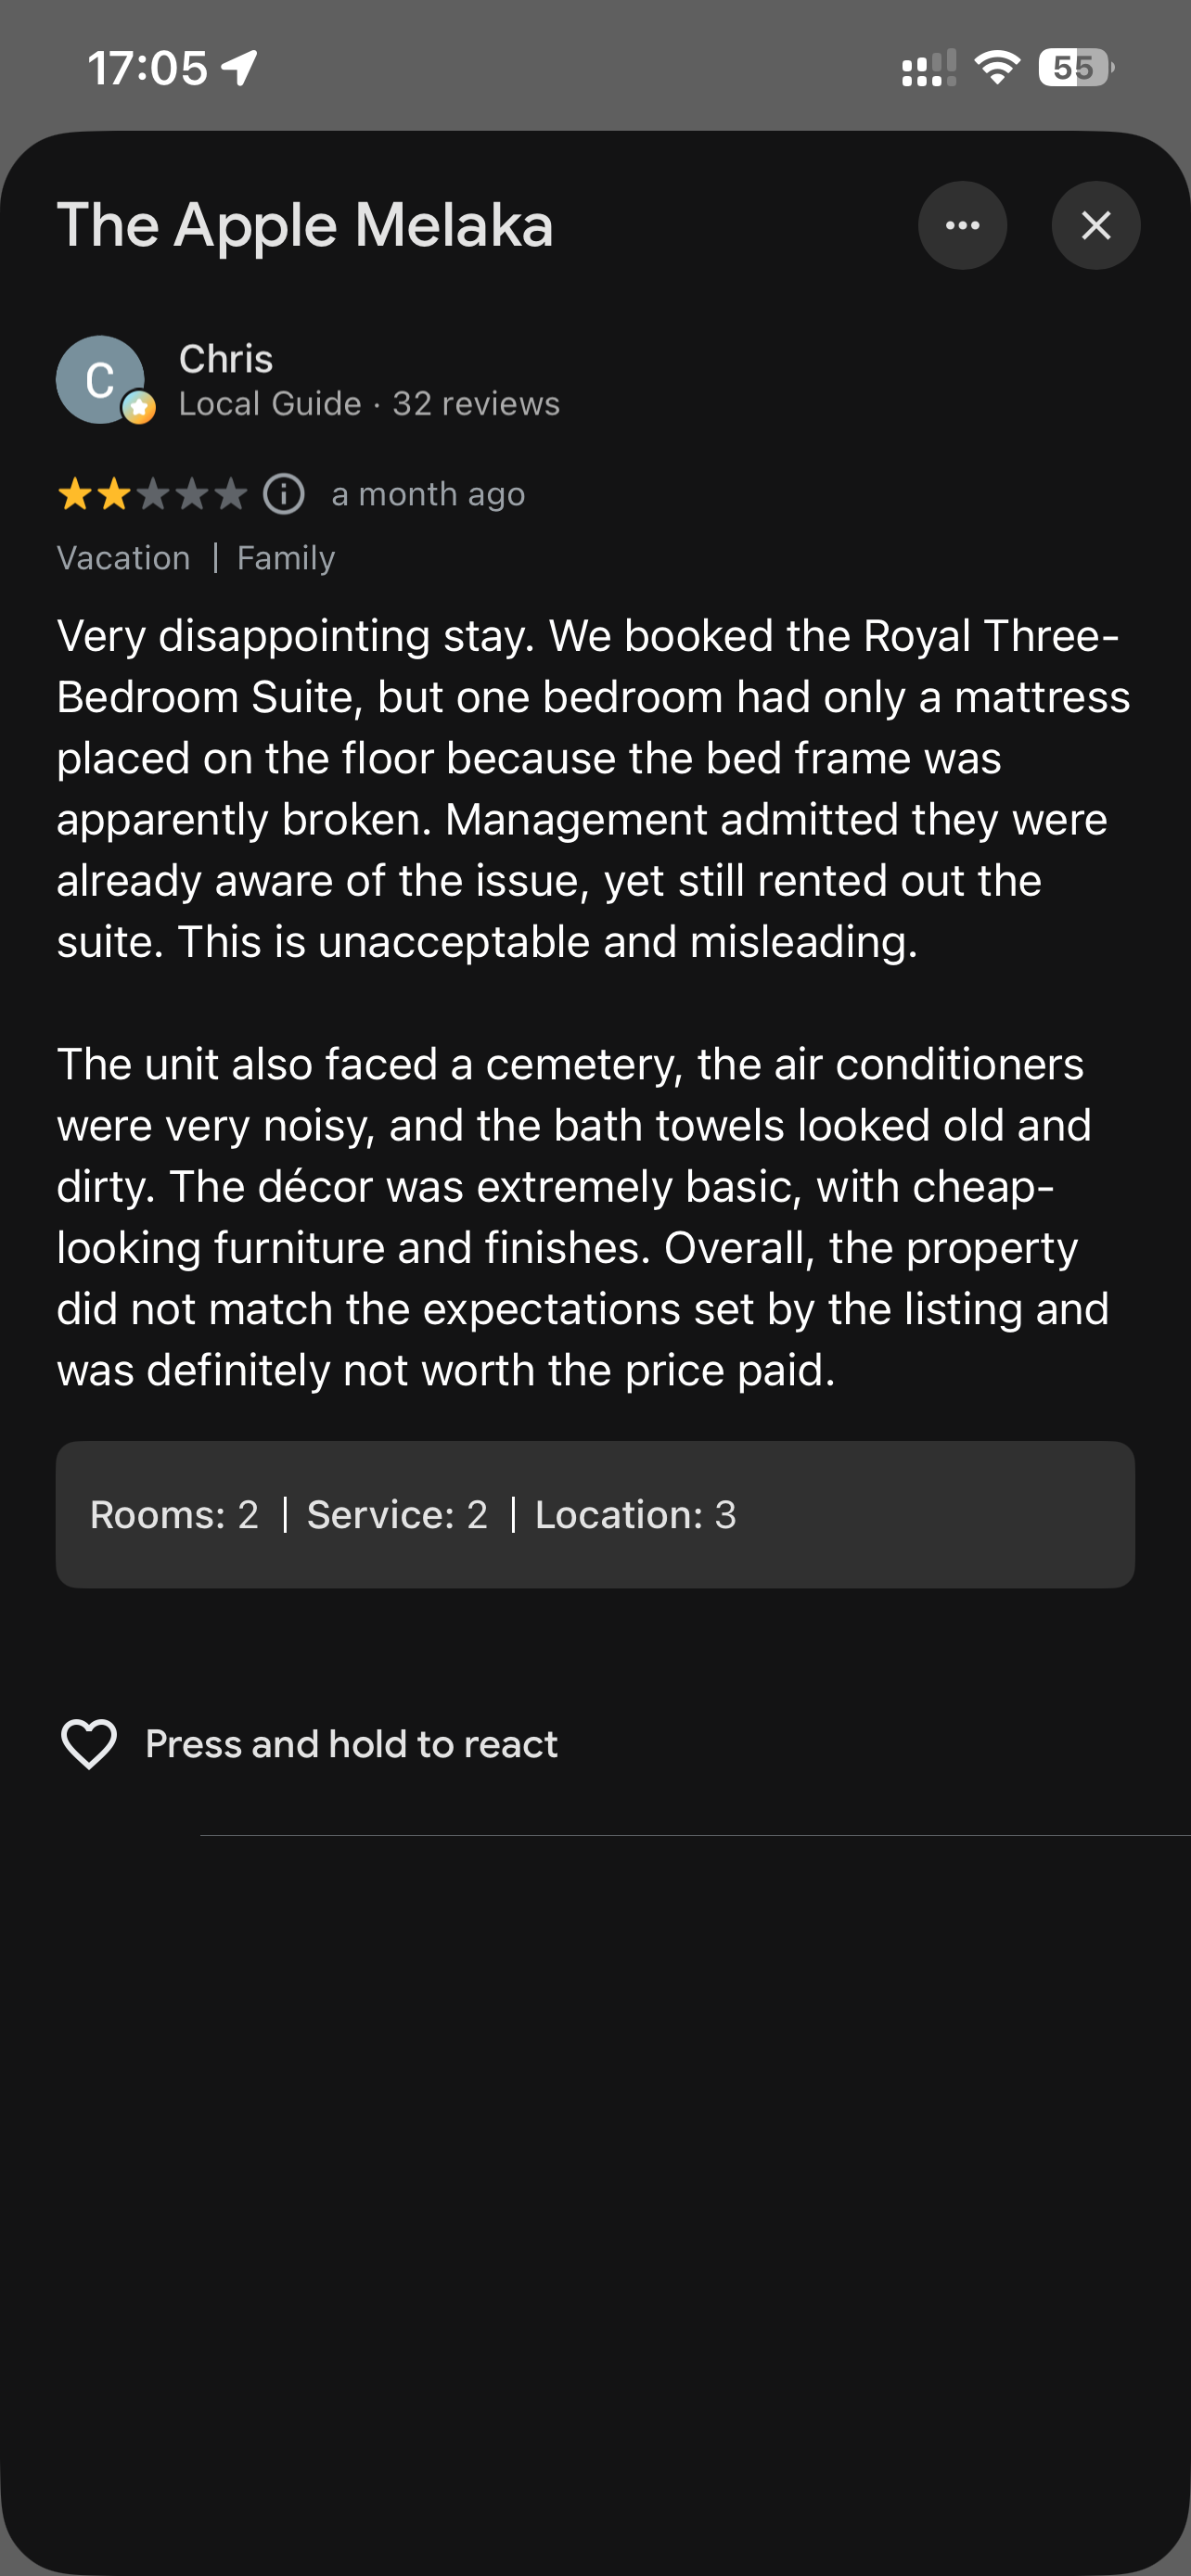 17:05
55
The Apple Melaka
C
Chris
Local Guide · 32 reviews
a month ago
Vacation | Family
Very disappointing stay. We booked the Royal Three-
Bedroom Suite, but one bedroom had only a mattress
placed on the floor because the bed frame was
apparently broken. Management admitted they were
already aware of the issue, yet still rented out the
suite. This is unacceptable and misleading.
The unit also faced a cemetery, the air conditioners
were very noisy, and the bath towels looked old and
dirty. The décor was extremely basic, with cheap-
looking furniture and finishes. Overall, the property
did not match the expectations set by the listing and
was definitely not worth the price paid.
Rooms: 2 | Service: 2 | Location: 3
Press and hold to react